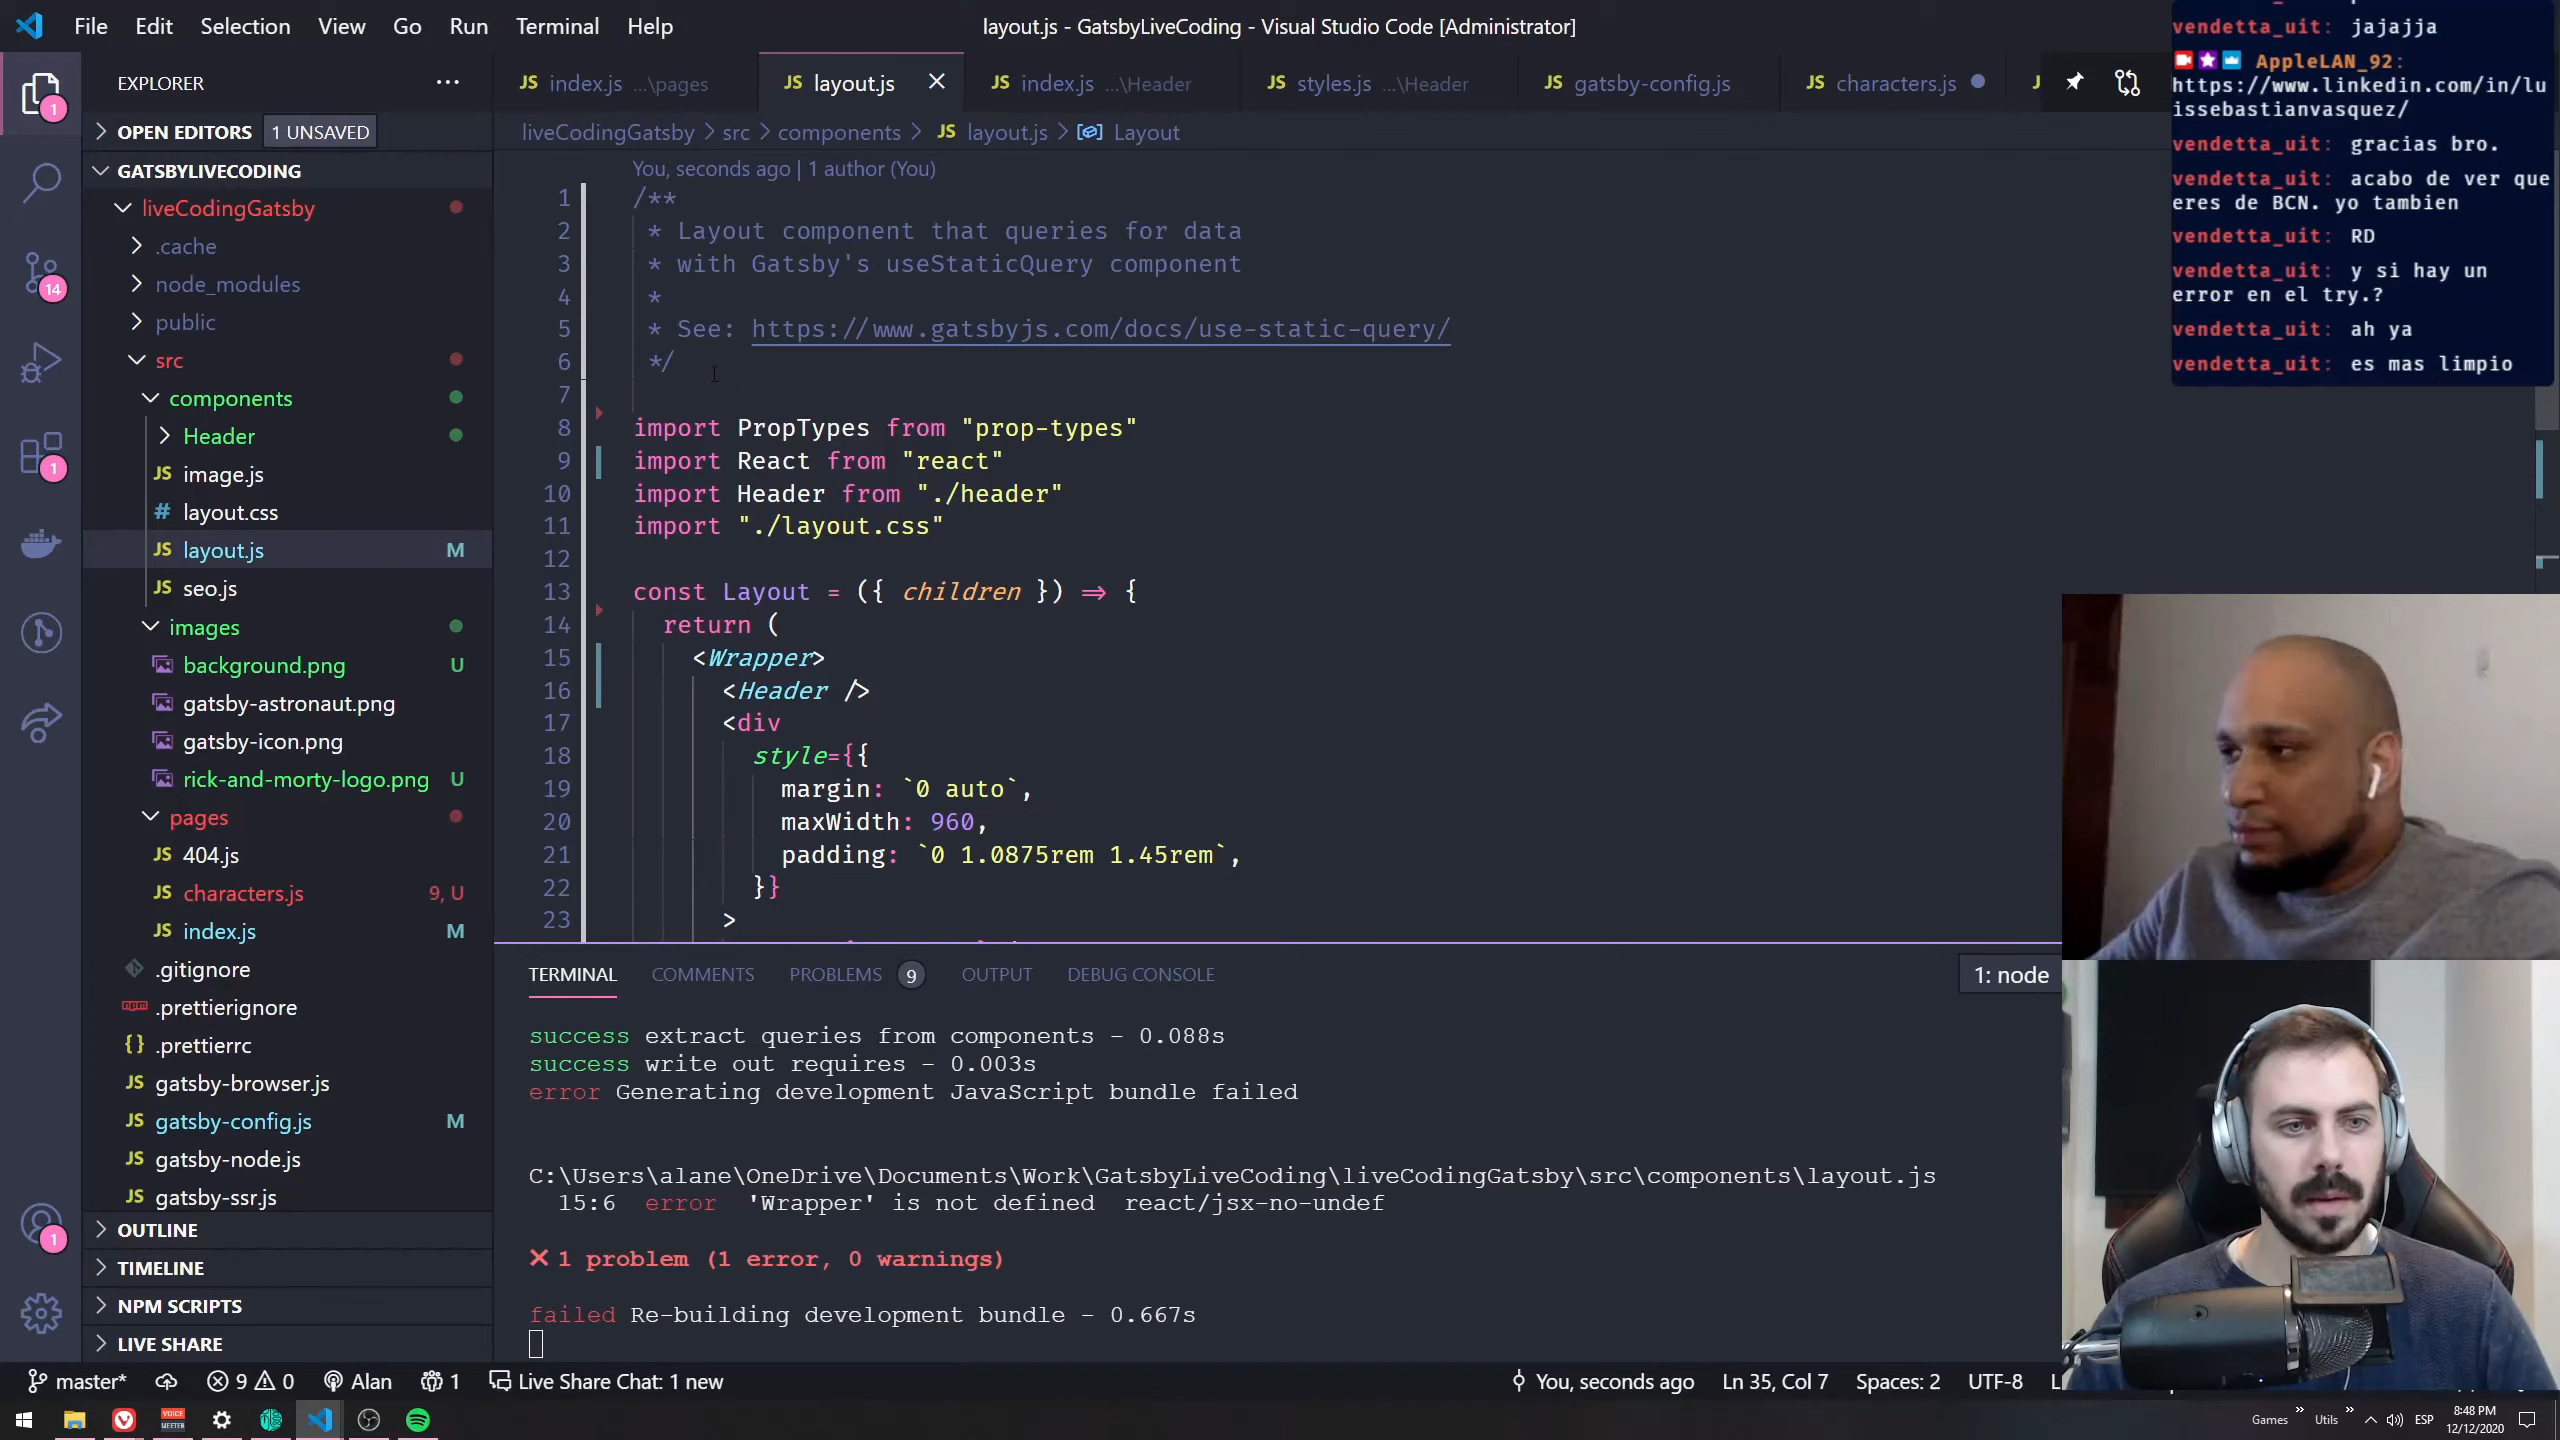 File Edit Selection View Go Run Terminal Help
layout.js - GatsbyLiveCoding - Visual Studio Code [Administrator]
EXPLORER
OPEN EDITORS 1 UNSAVED
GATSBYLIVECODING
liveCodingGatsby
.cache
node_modules
public
src
components
Header
image.js
layout.css
layout.js M
seo.js
images
background.png U
gatsby-astronaut.png
gatsby-icon.png
rick-and-morty-logo.png U
pages
404.js
characters.js 9, U
index.js M
.gitignore
.prettierignore
.prettierrc
gatsby-browser.js
gatsby-config.js M
gatsby-node.js
gatsby-ssr.js
OUTLINE
TIMELINE
NPM SCRIPTS
LIVE SHARE
1
14
1
1
JS index.js ...\pages JS layout.js JS index.js ...\Header JS styles.js ...\Header JS gatsby-config.js JS characters.js
liveCodingGatsby > src > components > JS layout.js > Layout
You, seconds ago | 1 author (You)
1 /**
2 * Layout component that queries for data
3 * with Gatsby's useStaticQuery component
4 *
5 * See: https://www.gatsbyjs.com/docs/use-static-query/
6 */
7
8 import PropTypes from "prop-types"
9 import React from "react"
10 import Header from "./header"
11 import "./layout.css"
12
13 const Layout = ({ children }) => {
14 return (
15 <Wrapper>
16 <Header />
17 <div
18 style={{
19 margin: `0 auto`,
20 maxWidth: 960,
21 padding: `0 1.0875rem 1.45rem`,
22 }}
23 >
TERMINAL COMMENTS PROBLEMS 9 OUTPUT DEBUG CONSOLE 1: node
success extract queries from components - 0.088s
success write out requires - 0.003s
error Generating development JavaScript bundle failed
C:\Users\alane\OneDrive\Documents\Work\GatsbyLiveCoding\liveCodingGatsby\src\components\layout.js
15:6 error 'Wrapper' is not defined react/jsx-no-undef
✕ 1 problem (1 error, 0 warnings)
failed Re-building development bundle - 0.667s
vendetta_uit: jajajja
AppleLAN_92:
https://www.linkedin.com/in/lu
issebastianvasquez/
vendetta_uit: gracias bro.
vendetta_uit: acabo de ver que
eres de BCN. yo tambien
vendetta_uit: RD
vendetta_uit: y si hay un
error en el try.?
vendetta_uit: ah ya
vendetta_uit: es mas limpio
master* 9 0 Alan 1 Live Share Chat: 1 new You, seconds ago Ln 35, Col 7 Spaces: 2 UTF-8
VOICE
MEETER
Games Utils ESP 8:48 PM
12/12/2020